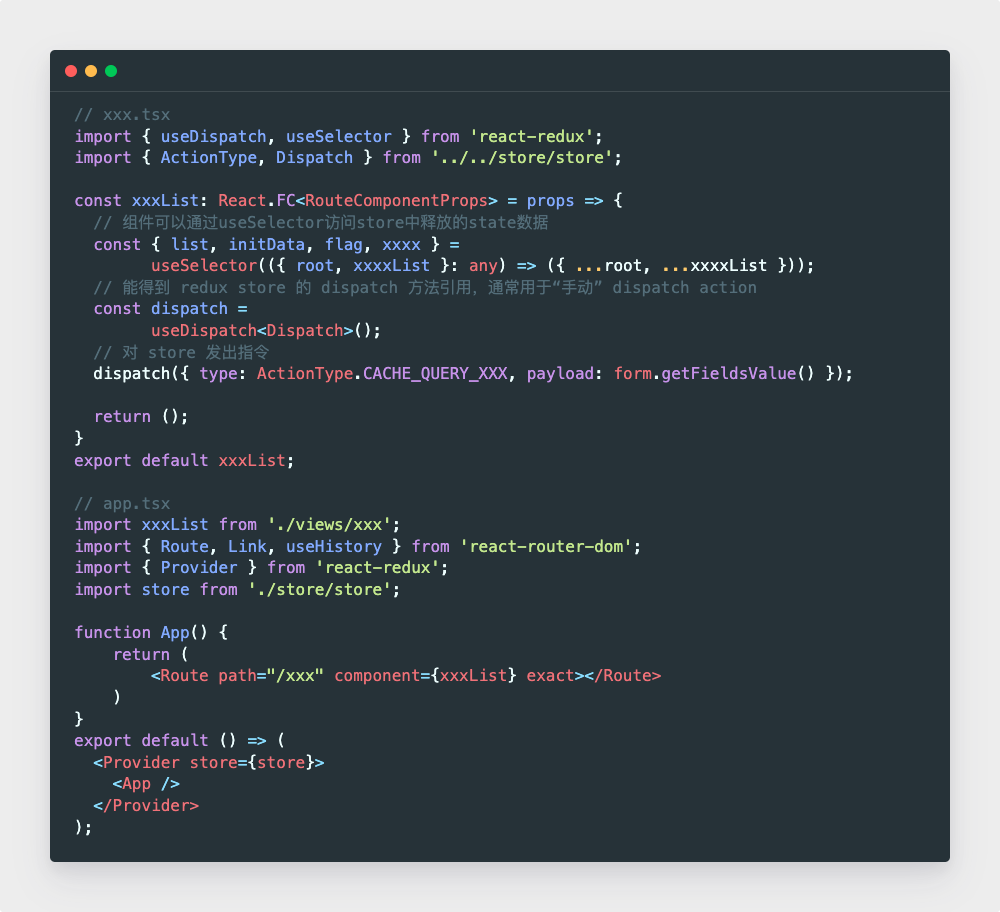 // xxx.tsx
import { useDispatch, useSelector } from 'react-redux';
import { ActionType, Dispatch } from '../../store/store';
const xxxList: React.FC<RouteComponentProps> = props => {
// 组件可以通过useSelector访问store中释放的state数据
const { list, initData, flag, xxxx } =
useSelector(({ root, xxxxList }: any) => ({ ...root, ...xxxxList }));
// 能得到 redux store 的 dispatch 方法引用，通常用于“手动” dispatch action
const dispatch =
useDispatch<Dispatch>();
// 对 store 发出指令
dispatch({ type: ActionType.CACHE_QUERY_XXX, payload: form.getFieldsValue() });
return ();
}
export default xxxList;
// app.tsx
import xxxList from './views/xxx';
import { Route, Link, useHistory } from 'react-router-dom';
import { Provider } from 'react-redux';
import store from './store/store';
function App() {
return (
<Route path="/xxx" component={xxxList} exact></Route>
)
}
export default () => (
<Provider store={store}>
<App />
</Provider>
);